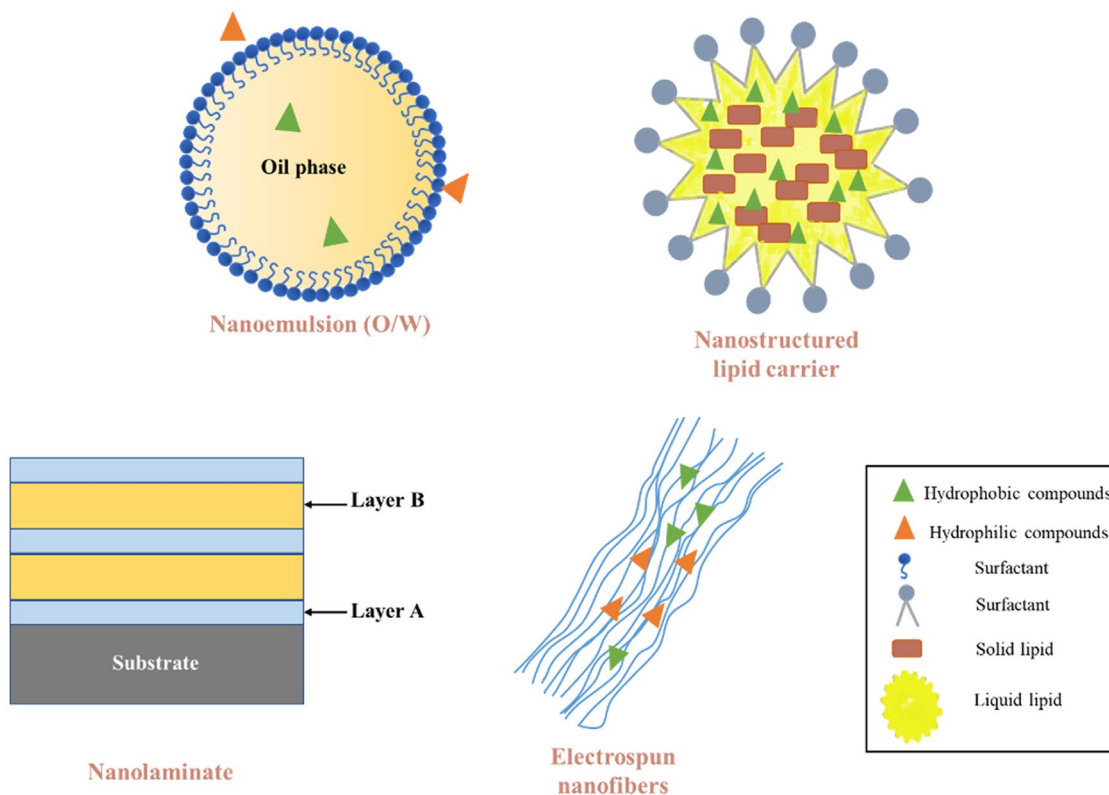 Oil phase
Nanoemulsion (O/W)
Nanostructured
lipid carrier
Layer B
Layer A
Substrate
Nanolaminate
Electrospun
nanofibers
Hydrophobic compounds
Hydrophilic compounds
Surfactant
Surfactant
Solid lipid
Liquid lipid